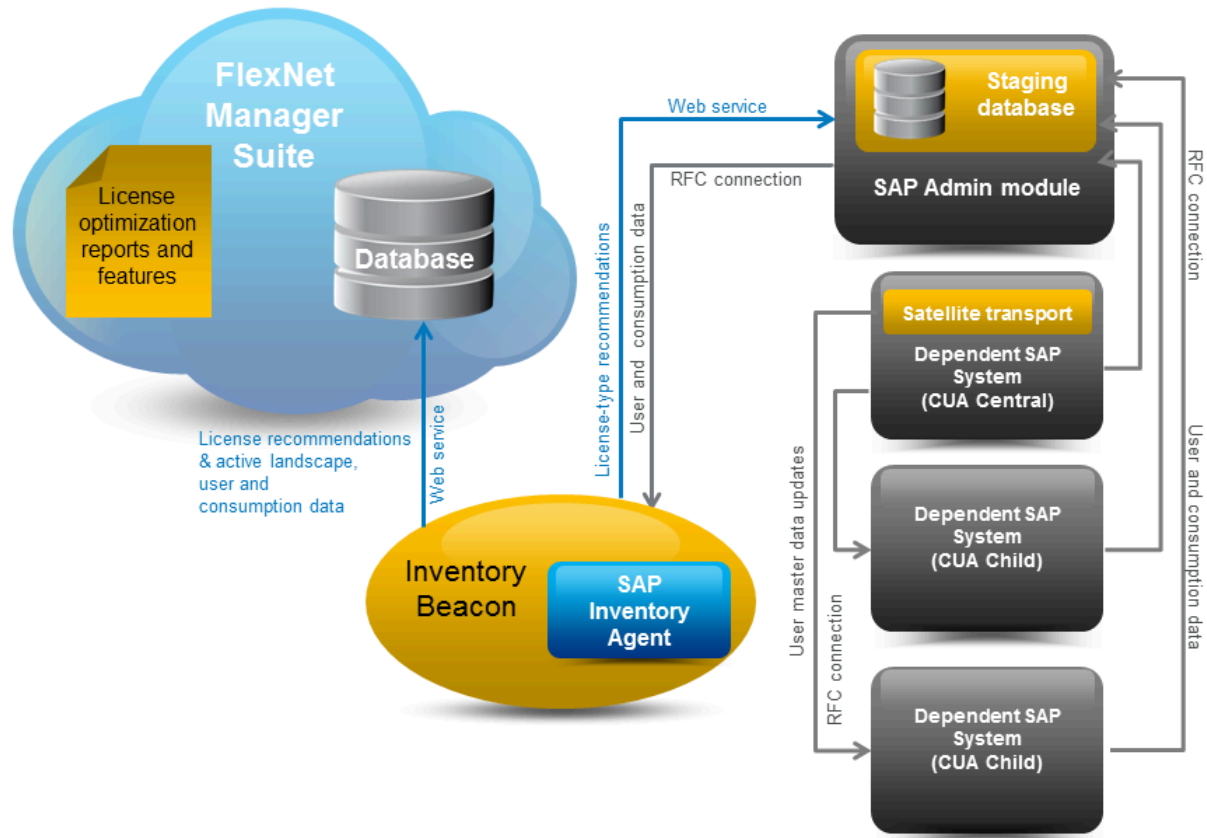 FlexNet
Manager
Suite
License
optimization
reports and
features
Database
License recommendations
& active landscape,
user and
consumption data
Web service
Inventory
Beacon
SAP
Inventory
Agent
Web service
RFC connection
License-type recommendations
User and consumption data
Staging
database
SAP Admin module
RFC connection
Satellite transport
Dependent SAP
System
(CUA Central)
Dependent SAP
System
(CUA Child)
Dependent SAP
System
(CUA Child)
User master data updates
RFC connection
User and consumption data